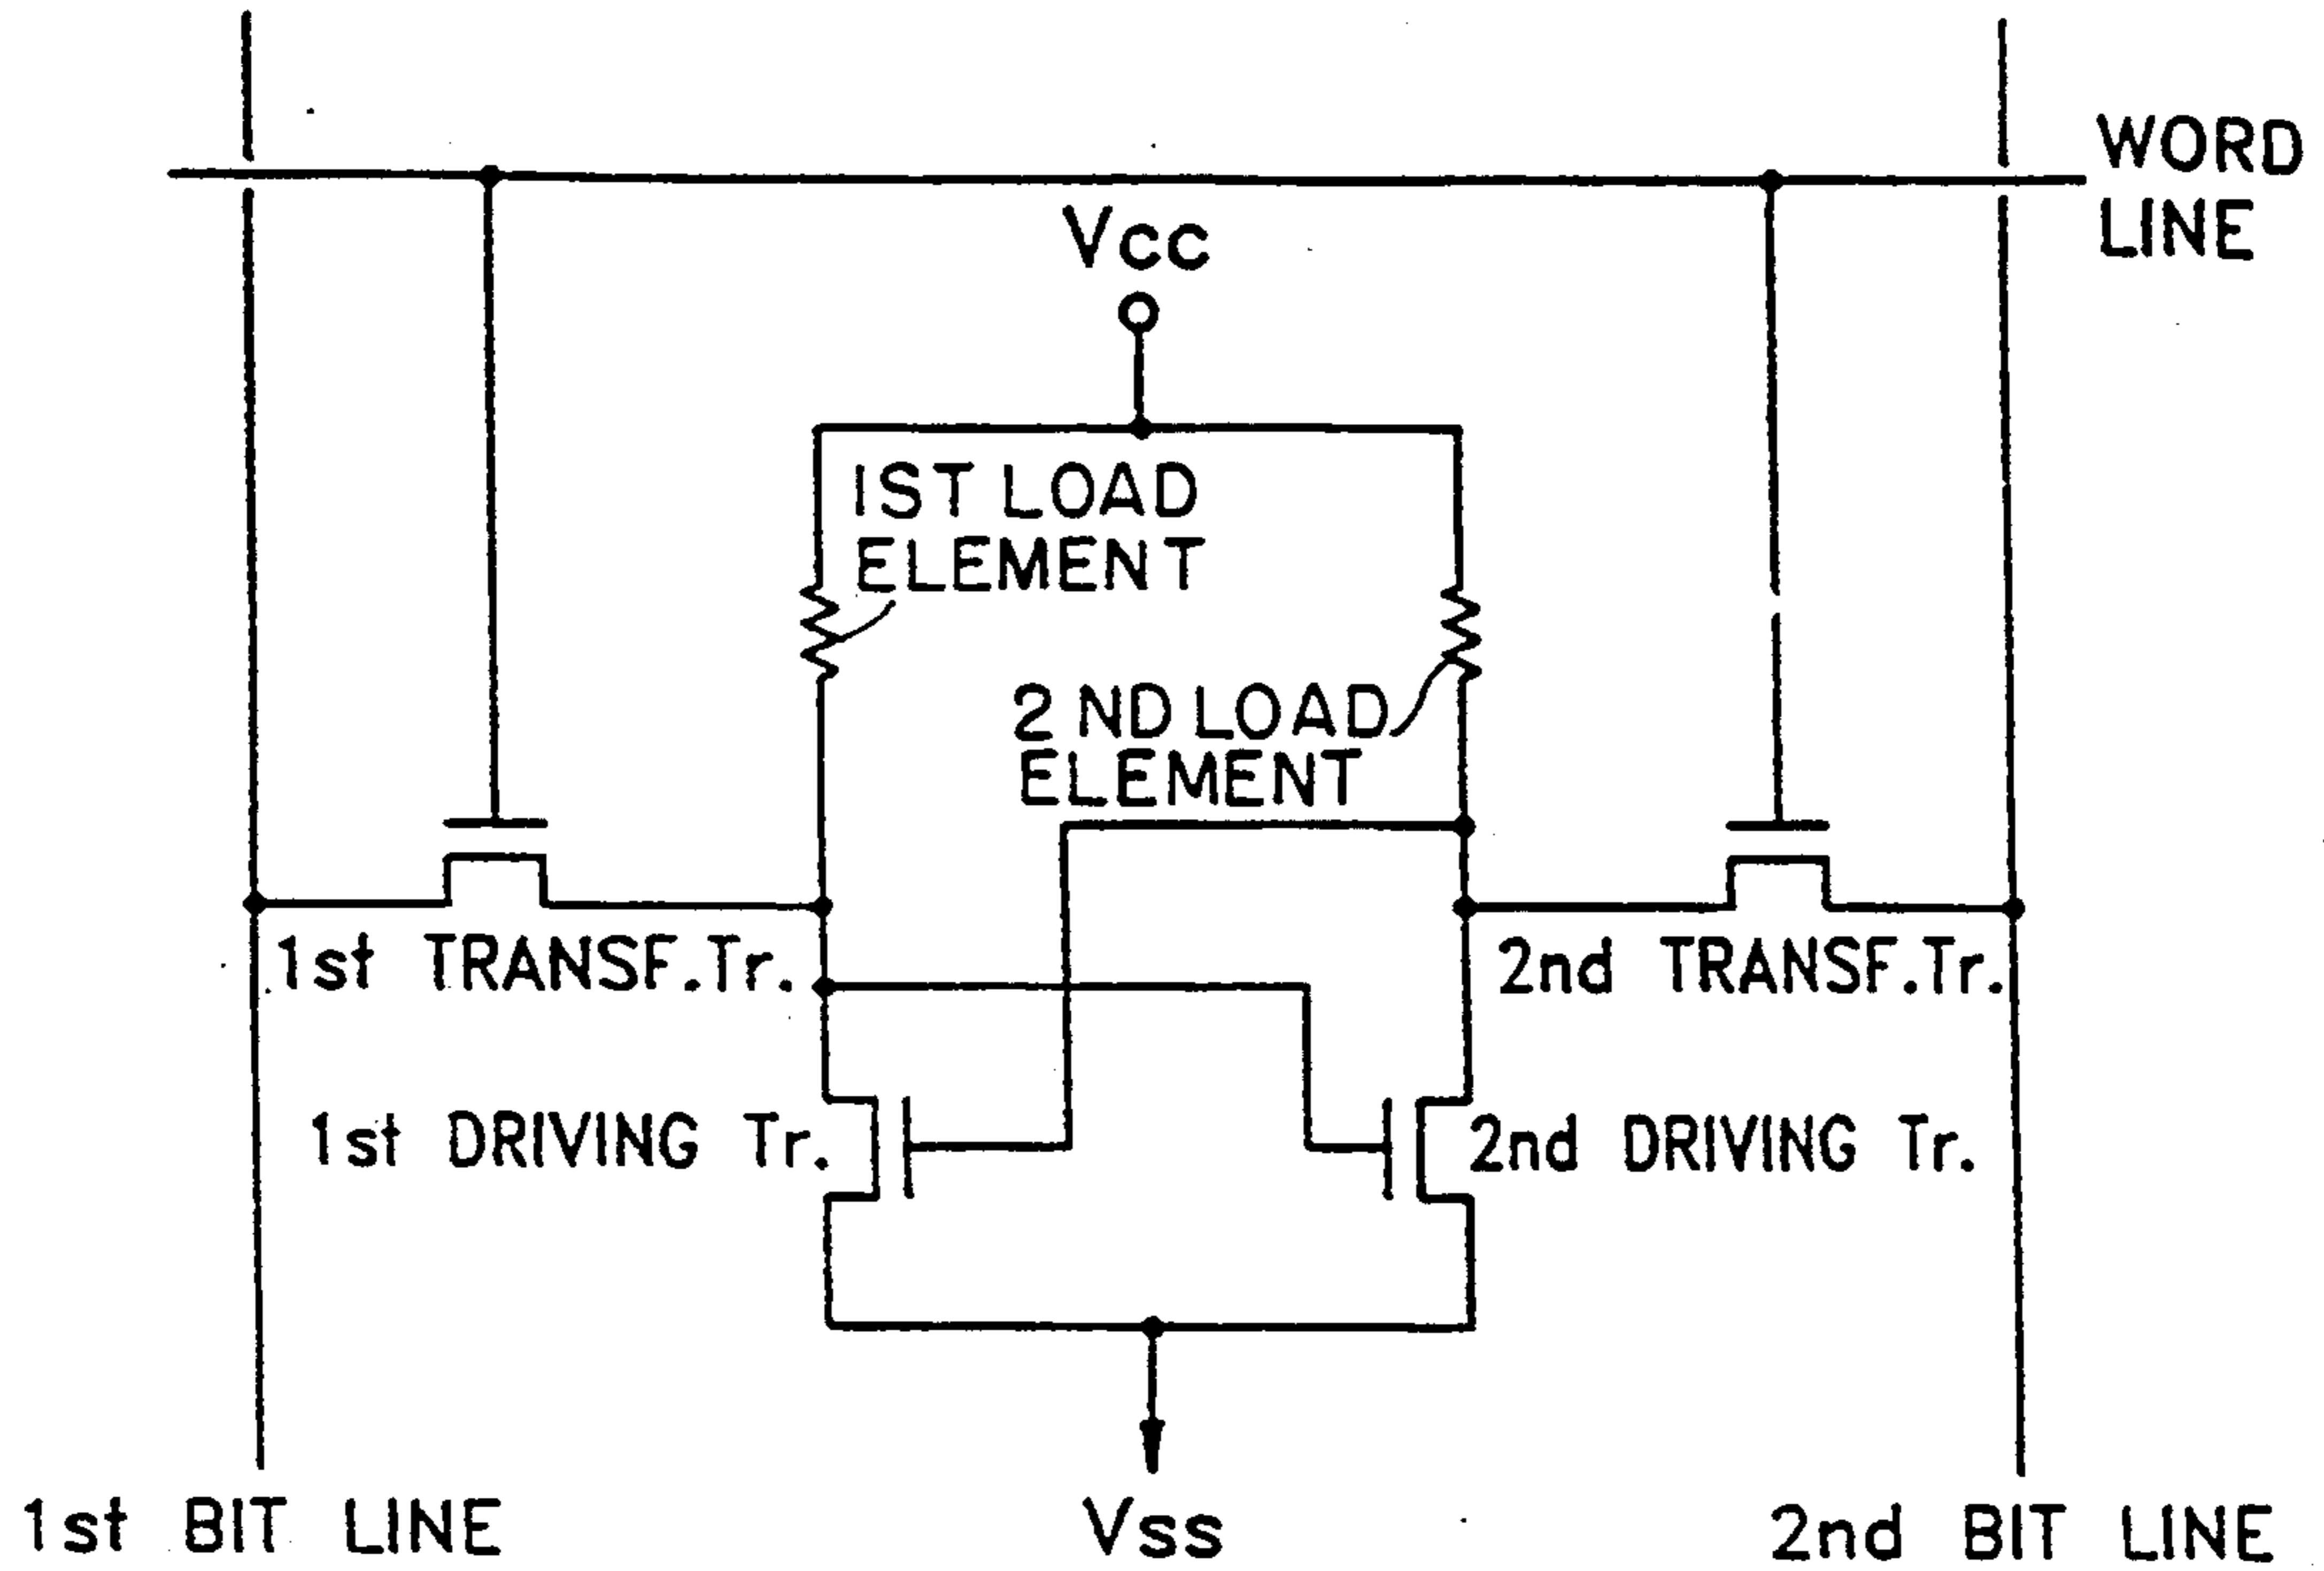 WORD
LINE
Vcc
1ST LOAD
ELEMENT
2 ND LOAD
ELEMENT
1st TRANSF.Tr.
2nd TRANSF.Tr.
1st DRIVING Tr.
2nd DRIVING Tr.
1st BIT LINE
Vss
2nd BIT LINE